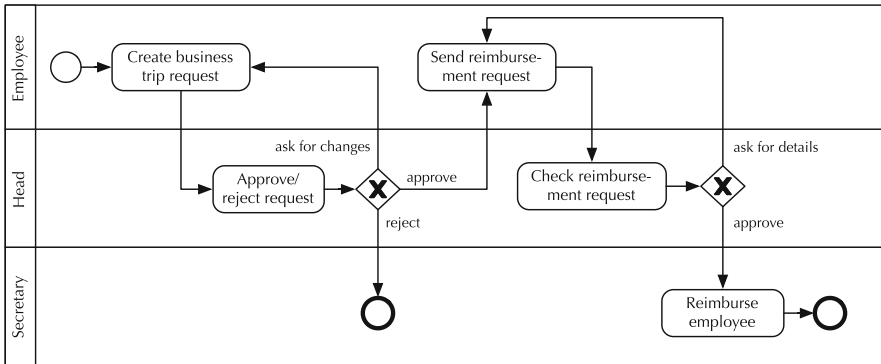 Employee
Create business
trip request
Send reimburse-
ment request
Head
ask for changes
Approve/
reject request
approve
reject
Check reimburse-
ment request
ask for details
approve
Secretary
Reimburse
employee